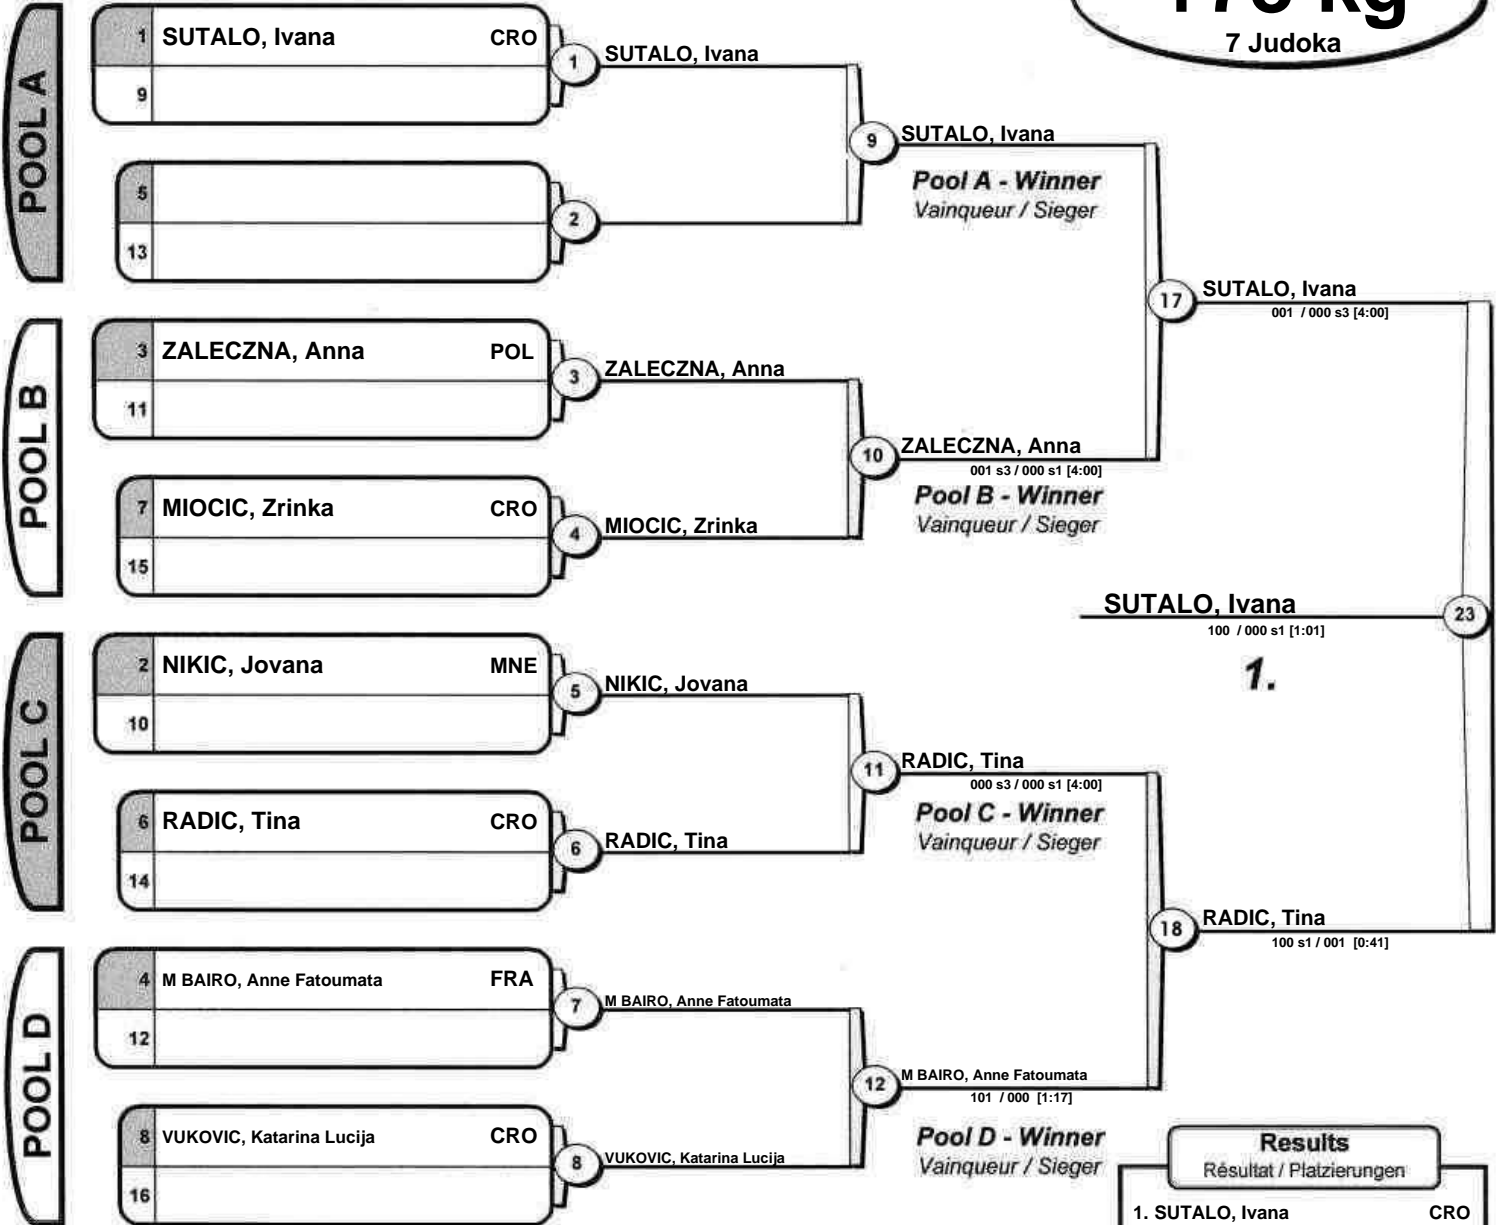 7 Judoka
POOL A
1 SUTALO, Ivana CRO
9
1 SUTALO, Ivana
5
13
2
9 SUTALO, Ivana
Pool A - Winner
Vainqueur / Sieger
17 SUTALO, Ivana
001 / 000 s3 [4:00]
POOL B
3 ZALECZNA, Anna POL
11
3 ZALECZNA, Anna
7 MIOCIC, Zrinka CRO
15
4 MIOCIC, Zrinka
10 ZALECZNA, Anna
001 s3 / 000 s1 [4:00]
Pool B - Winner
Vainqueur / Sieger
SUTALO, Ivana 23
100 / 000 s1 [1:01]
1.
POOL C
2 NIKIC, Jovana MNE
10
5 NIKIC, Jovana
6 RADIC, Tina CRO
14
6 RADIC, Tina
11 RADIC, Tina
000 s3 / 000 s1 [4:00]
Pool C - Winner
Vainqueur / Sieger
18 RADIC, Tina
100 s1 / 001 [0:41]
POOL D
4 M BAIRO, Anne Fatoumata FRA
12
7 M BAIRO, Anne Fatoumata
8 VUKOVIC, Katarina Lucija CRO
16
8 VUKOVIC, Katarina Lucija
12 M BAIRO, Anne Fatoumata
101 / 000 [1:17]
Pool D - Winner
Vainqueur / Sieger
Results
Résultat / Platzierungen
1. SUTALO, Ivana CRO